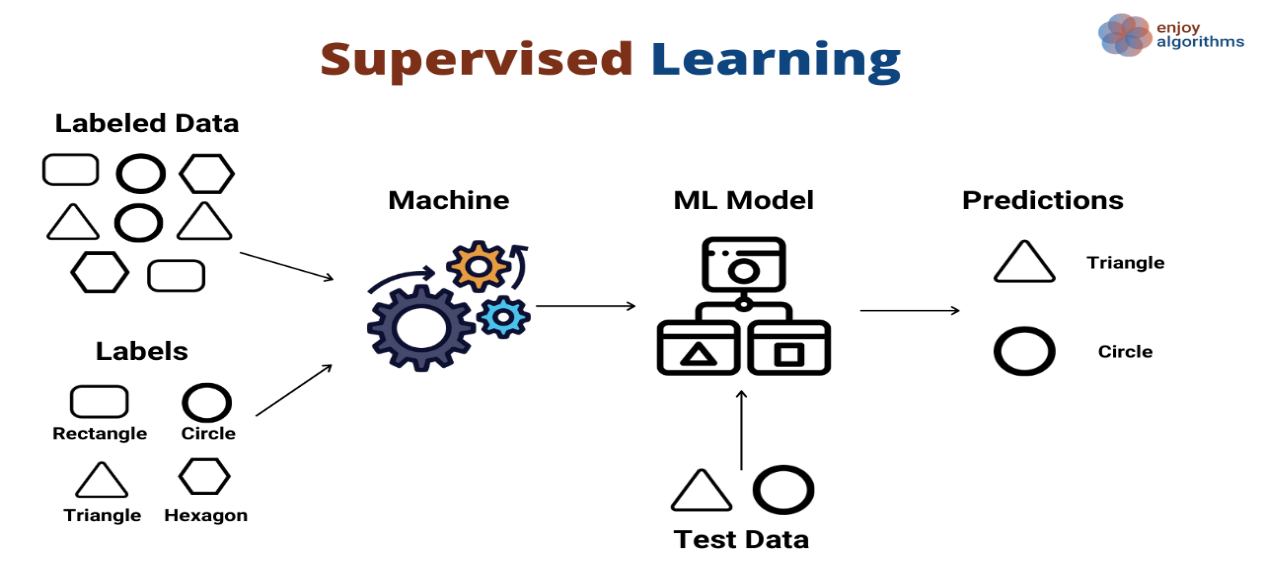 Supervised Learning
enjoy
algorithms
Labeled Data
Machine
ML Model
Predictions
Triangle
Circle
Labels
Rectangle
Circle
Triangle
Hexagon
Test Data